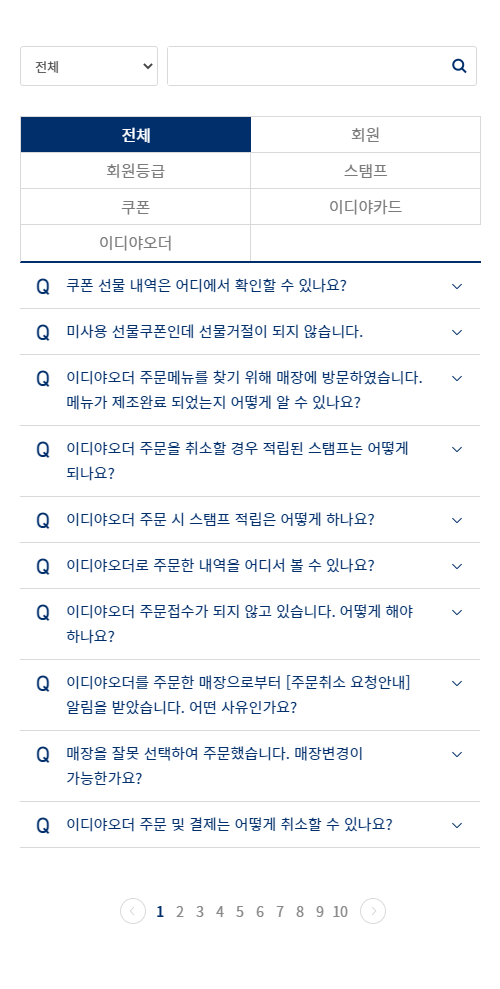 전체
전체 회원
회원등급 스탬프
쿠폰 이디야카드
이디야오더
Q 쿠폰 선물 내역은 어디에서 확인할 수 있나요?
Q 미사용 선물쿠폰인데 선물거절이 되지 않습니다.
Q 이디야오더 주문메뉴를 찾기 위해 매장에 방문하였습니다.
메뉴가 제조완료 되었는지 어떻게 알 수 있나요?
Q 이디야오더 주문을 취소할 경우 적립된 스탬프는 어떻게
되나요?
Q 이디야오더 주문 시 스탬프 적립은 어떻게 하나요?
Q 이디야오더로 주문한 내역을 어디서 볼 수 있나요?
Q 이디야오더 주문접수가 되지 않고 있습니다. 어떻게 해야
하나요?
Q 이디야오더를 주문한 매장으로부터 [주문취소 요청안내]
알림을 받았습니다. 어떤 사유인가요?
Q 매장을 잘못 선택하여 주문했습니다. 매장변경이
가능한가요?
Q 이디야오더 주문 및 결제는 어떻게 취소할 수 있나요?
1 2 3 4 5 6 7 8 9 10